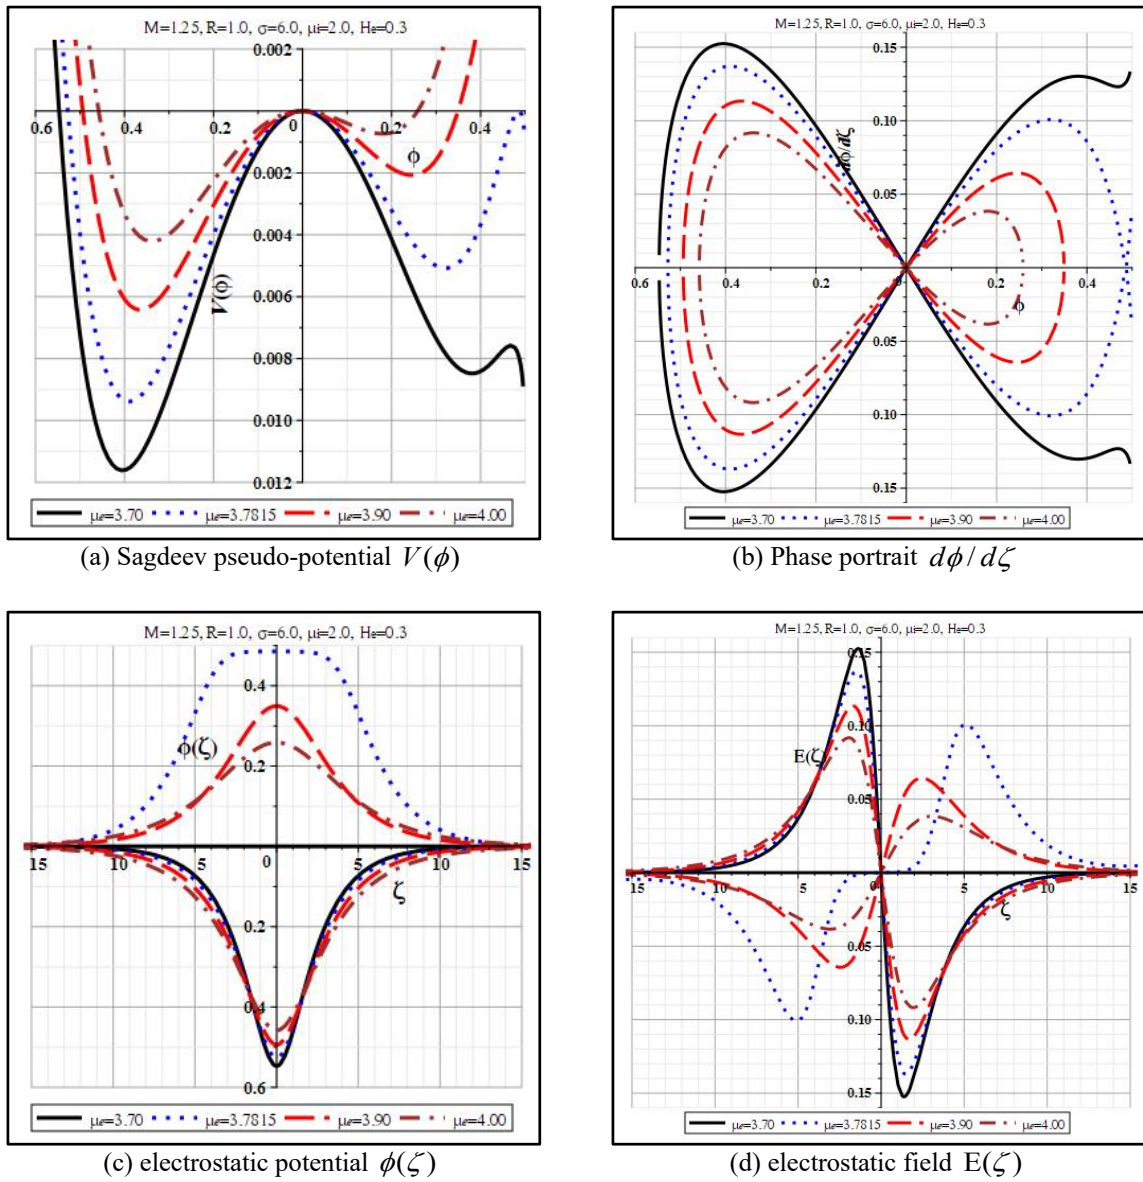 M=1.25, R=1.0, σ=6.0, μi=2.0, He=0.3
0.002
0.6 0.4 0.2 0 0.2 0.4
ϕ
0.002
0.004
0.006
V(ϕ)
0.008
0.010
0.012
μe=3.70 μe=3.7815 μe=3.90 μe=4.00
(a) Sagdeev pseudo-potential V(ϕ)
M=1.25, R=1.0, σ=6.0, μi=2.0, He=0.3
0.15
0.10
dϕ/dζ
0.05
0.6 0.4 0.2 0 0.2 0.4
ϕ
0.05
0.10
0.15
μe=3.70 μe=3.7815 μe=3.90 μe=4.00
(b) Phase portrait dϕ/dζ
M=1.25, R=1.0, σ=6.0, μi=2.0, He=0.3
0.4
ϕ(ζ)
0.2
15 10 5 0 5 10 15
ζ
0.2
0.4
0.6
μe=3.70 μe=3.7815 μe=3.90 μe=4.00
(c) electrostatic potential ϕ(ζ)
M=1.25, R=1.0, σ=6.0, μi=2.0, He=0.3
0.15
0.10
E(ζ)
0.05
15 10 5 0 5 10 15
ζ
0.05
0.10
0.15
μe=3.70 μe=3.7815 μe=3.90 μe=4.00
(d) electrostatic field E(ζ)